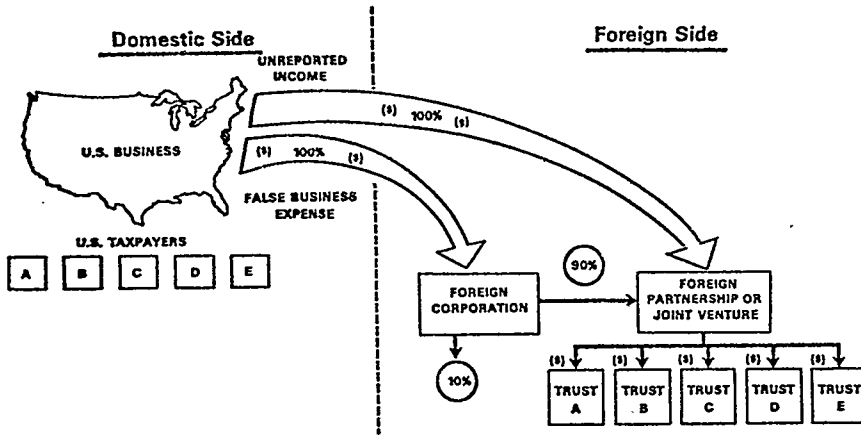 Domestic Side
Foreign Side
UNREPORTED
INCOME
($) 100% ($)
U.S. BUSINESS
($) 100% ($)
FALSE BUSINESS
EXPENSE
U.S. TAXPAYERS
A B C D E
90%
FOREIGN
CORPORATION
FOREIGN
PARTNERSHIP OR
JOINT VENTURE
10%
($) ($) ($) ($) ($)
TRUST
A
TRUST
B
TRUST
C
TRUST
D
TRUST
E